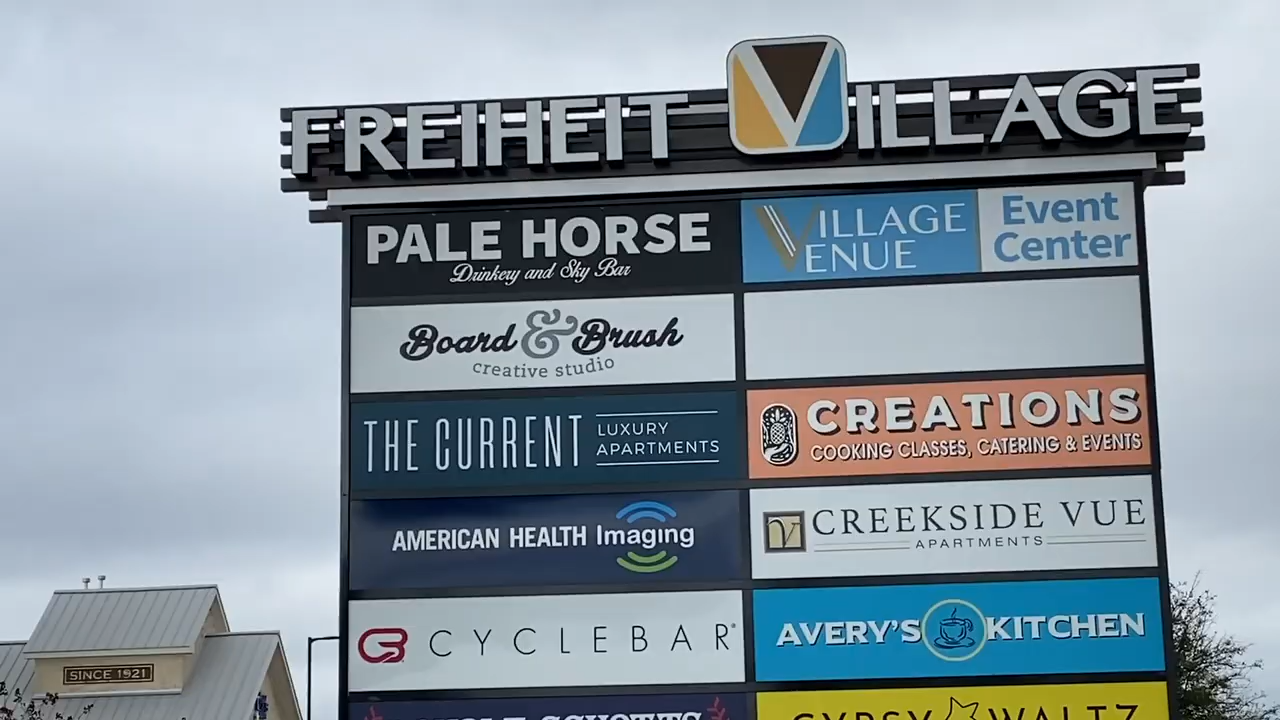 FREIHEIT VILLAGE
PALE HORSE
Drinkery and Sky Bar
VILLAGE
VENUE
Event
Center
Board & Brush
creative studio
THE CURRENT
LUXURY
APARTMENTS
CREATIONS
COOKING CLASSES, CATERING & EVENTS
AMERICAN HEALTH Imaging
V
CREEKSIDE VUE
APARTMENTS
CB CYCLEBAR
AVERY'S KITCHEN
SINCE 1921
GYPSY WALTZ